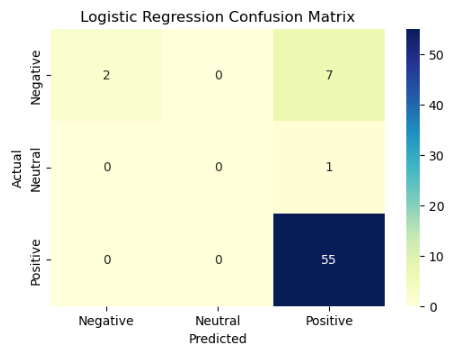 Logistic Regression Confusion Matrix
Negative
2
0
7
50
40
Actual
Neutral
0
0
1
30
20
Positive
0
0
55
10
0
Negative
Neutral
Positive
Predicted